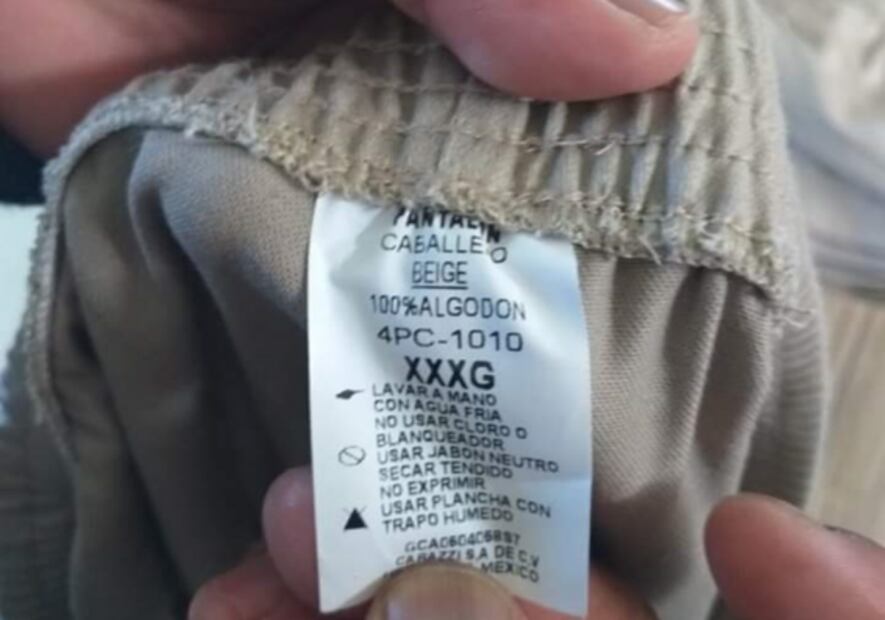 CABALLERO
BEIGE
100%ALGODON
4PC-1010
XXXG
LAVAR A MANO
CON AGUA FRIA
NO USAR CLORO O
BLANQUEADOR
USAR JABON NEUTRO
SECAR TENDIDO
NO EXPRIMIR
USAR PLANCHA CON
TRAPO HUMEDO
S.A DE C.V
MEXICO